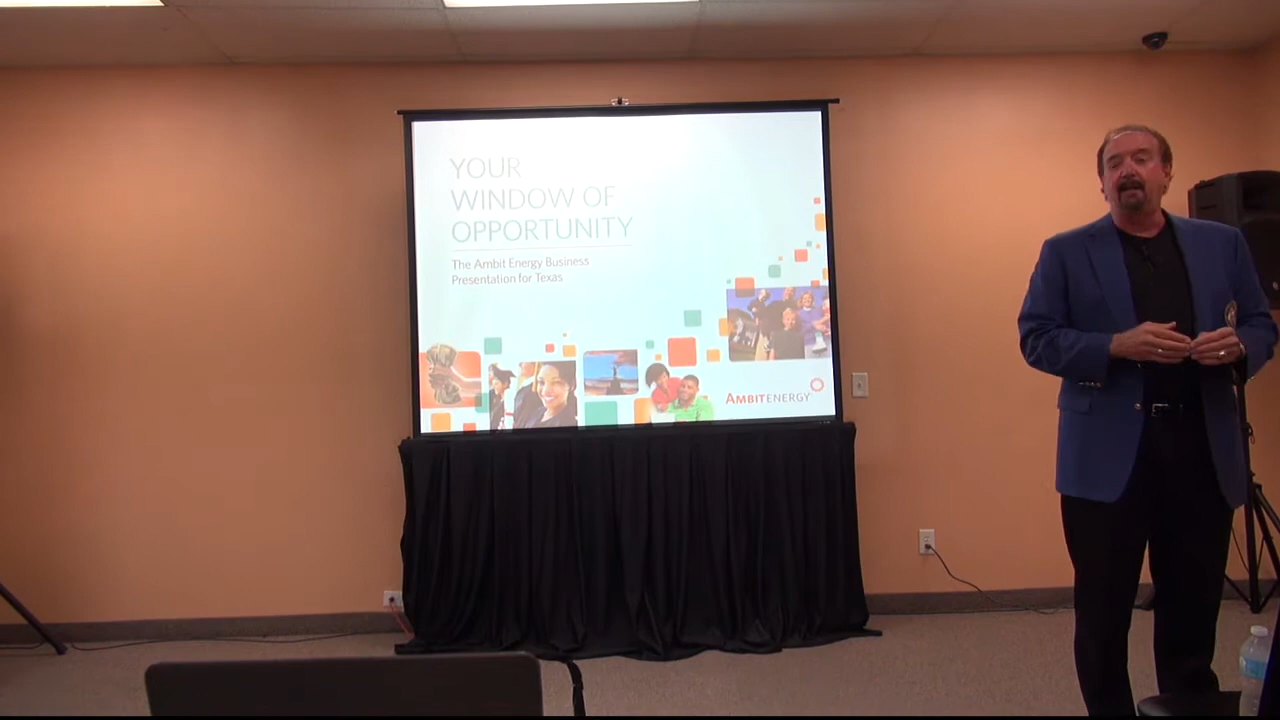 YOUR
WINDOW OF
OPPORTUNITY
The Ambit Energy Business
Presentation for Texas
AMBITENERGY